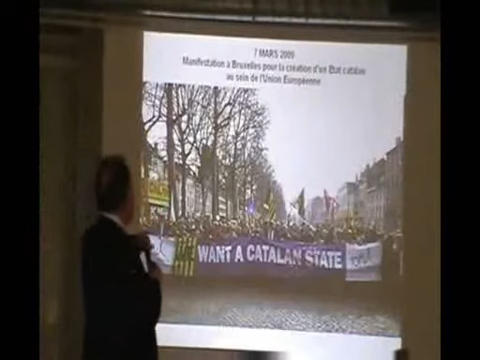 7 MARS 2009
Manifestation à Bruxelles pour la création d'un Etat catalan
au sein de l'Union Européenne
WANT A CATALAN STATE